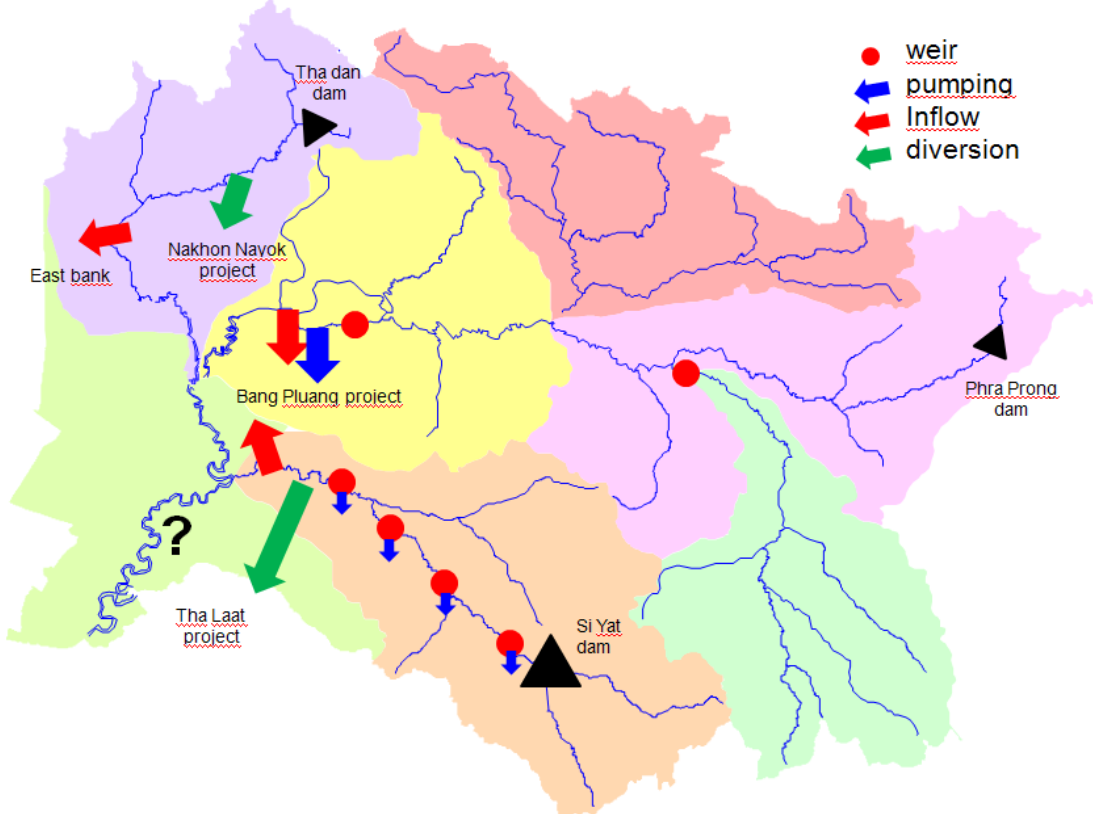 weir
pumping
Inflow
diversion
Tha dan
dam
Nakhon Nayok
project
East bank
Bang Pluang project
Phra Prong
dam
?
Tha Laat
project
Si Yat
dam